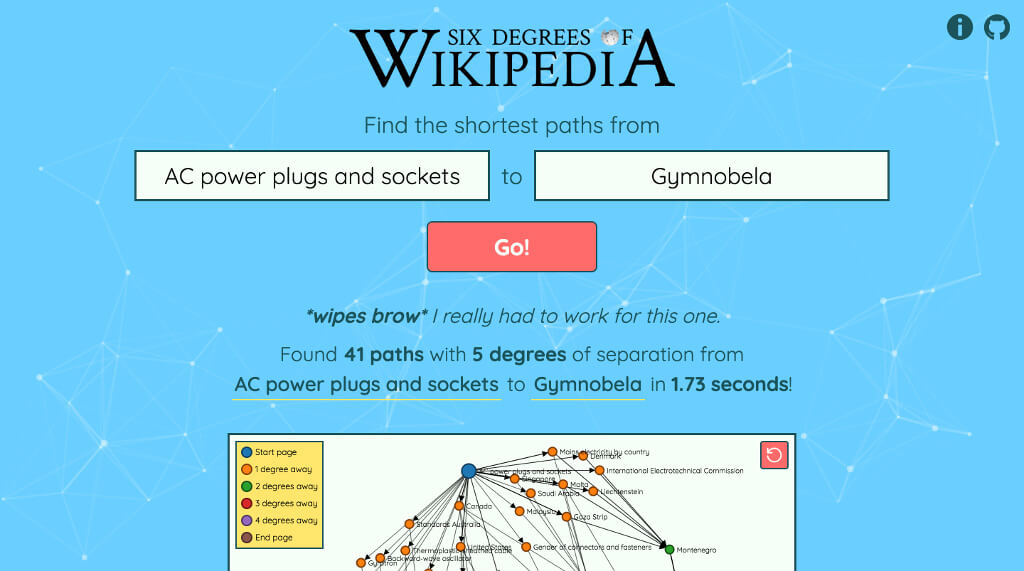 SIX DEGREES OF
WIKIPEDIA
Find the shortest paths from
AC power plugs and sockets to Gymnobela
Go!
*wipes brow* I really had to work for this one.
Found 41 paths with 5 degrees of separation from
AC power plugs and sockets to Gymnobela in 1.73 seconds!
Start page
1 degree away
2 degrees away
3 degrees away
4 degrees away
End page
Mains electricity by country
Denmark
AC power plugs and sockets
International Electrotechnical Commission
Singapore
Malta
Saudi Arabia
Liechtenstein
Canada
Malaysia
Gaza Strip
Standards Australia
United States
Gender of connectors and fasteners
Montenegro
Thermoplastic-sheathed cable
Backward-wave oscillator
Gyrotron